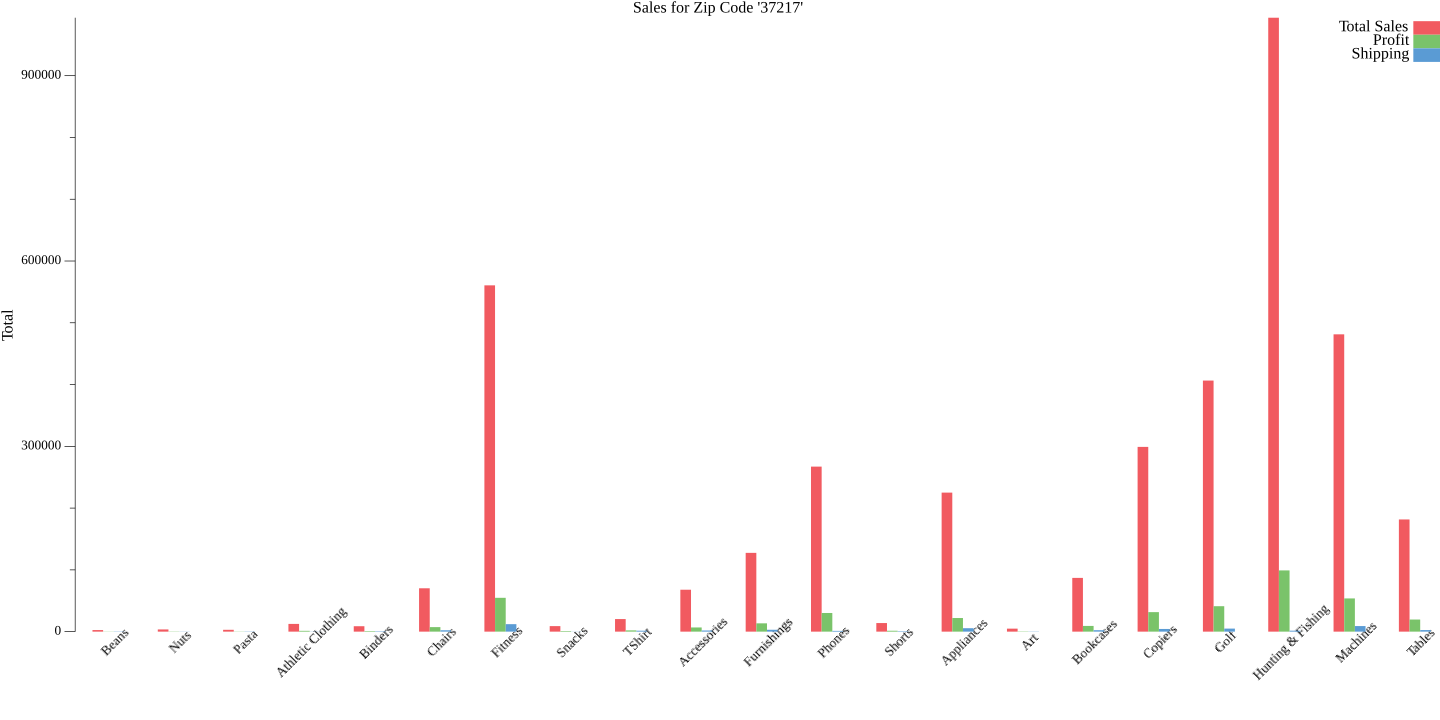 Sales for Zip Code '37217'
Total Sales
Profit
Shipping
900000
600000
300000
0
Total
Beans
Nuts
Pasta
Athletic Clothing
Binders
Chairs
Fitness
Snacks
TShirt
Accessories
Furnishings
Phones
Shorts
Appliances
Art
Bookcases
Copiers
Golf
Hunting & Fishing
Machines
Tables